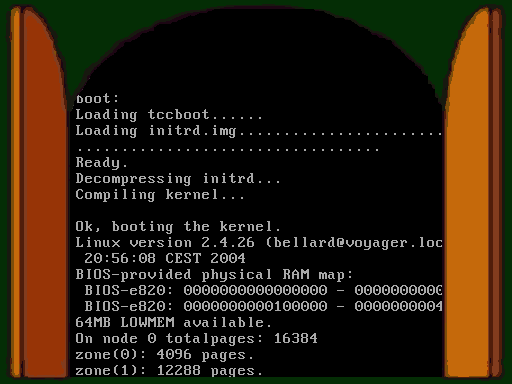 boot:
Loading tccboot......
Loading initrd.img.......................
.................................
Ready.
Decompressing initrd...
Compiling kernel...
Ok, booting the kernel.
Linux version 2.4.26 (bellard@voyager.loc
20:56:08 CEST 2004
BIOS-provided physical RAM map:
BIOS-e820: 0000000000000000 - 0000000000
BIOS-e820: 0000000000100000 - 0000000004
64MB LOWMEM available.
On node 0 totalpages: 16384
zone(0): 4096 pages.
zone(1): 12288 pages.